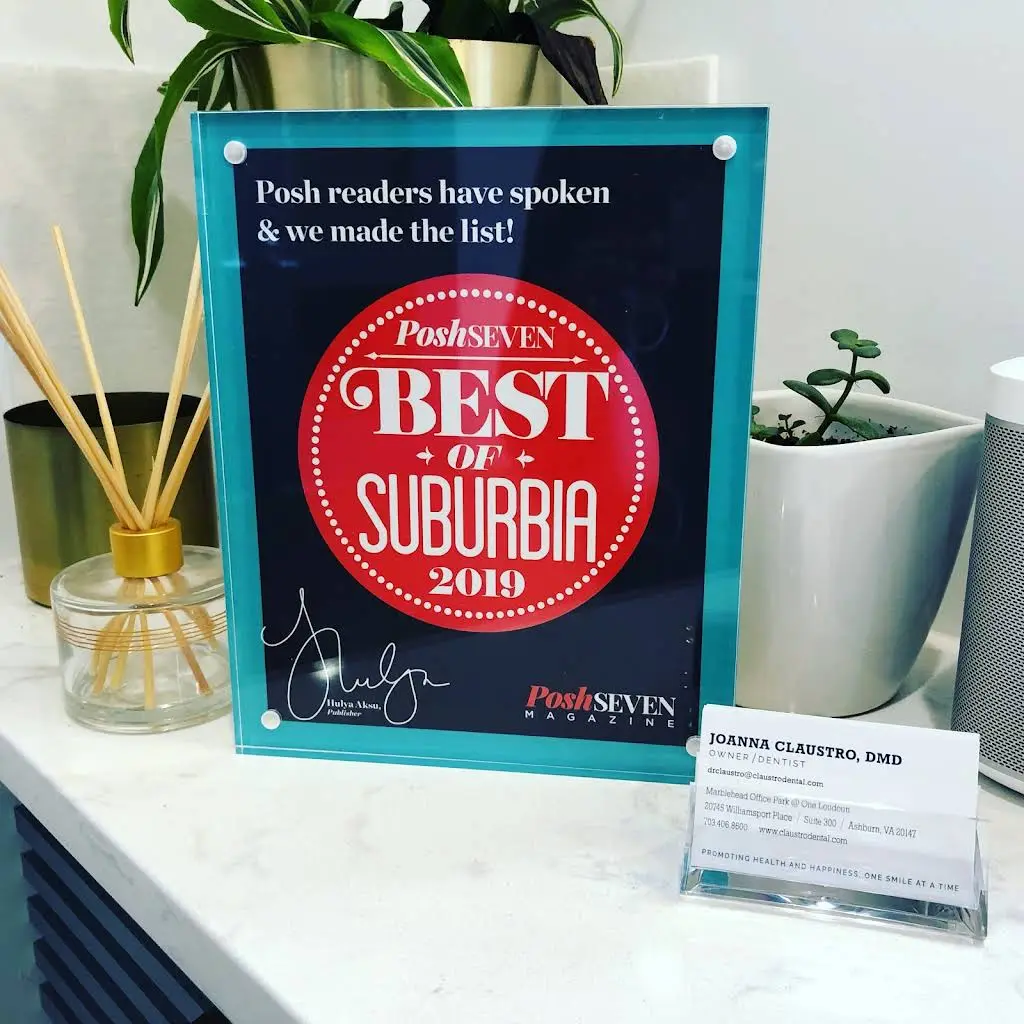 Posh readers have spoken
& we made the list!
PoshSEVEN
BEST
OF
SUBURBIA
2019
Hulya
Hulya Aksu,
Publisher
PoshSEVEN
MAGAZINE
JOANNA CLAUSTRO, DMD
OWNER/DENTIST
drclaustro@claustrodental.com
Marblehead Office Park @ One Loudoun
20745 Williamsport Place / Suite 300 / Ashburn, VA 20147
703.406.8600 www.claustrodental.com
PROMOTING HEALTH AND HAPPINESS, ONE SMILE AT A TIME